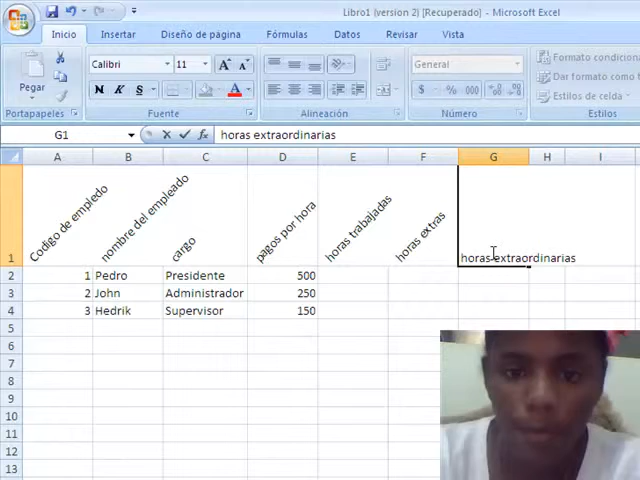 Libro1 (version 2) [Recuperado] - Microsoft Excel
Inicio Insertar Diseño de página Fórmulas Datos Revisar Vista
Calibri 11 General Formato condicional
Pegar Dar formato como
N K S $ % 000 Estilos de celda
Portapapeles Fuente Alineación Número Estilos
G1 fx horas extraordinarias
A B C D E F G H I
1 Codigo de empledo nombre del empleado cargo pagos por hora horas trabajadas horas extras horas extraordinarias
2 1 Pedro Presidente 500
3 2 John Administrador 250
4 3 Hedrik Supervisor 150
5
6
7
8
9
10
11
12
13